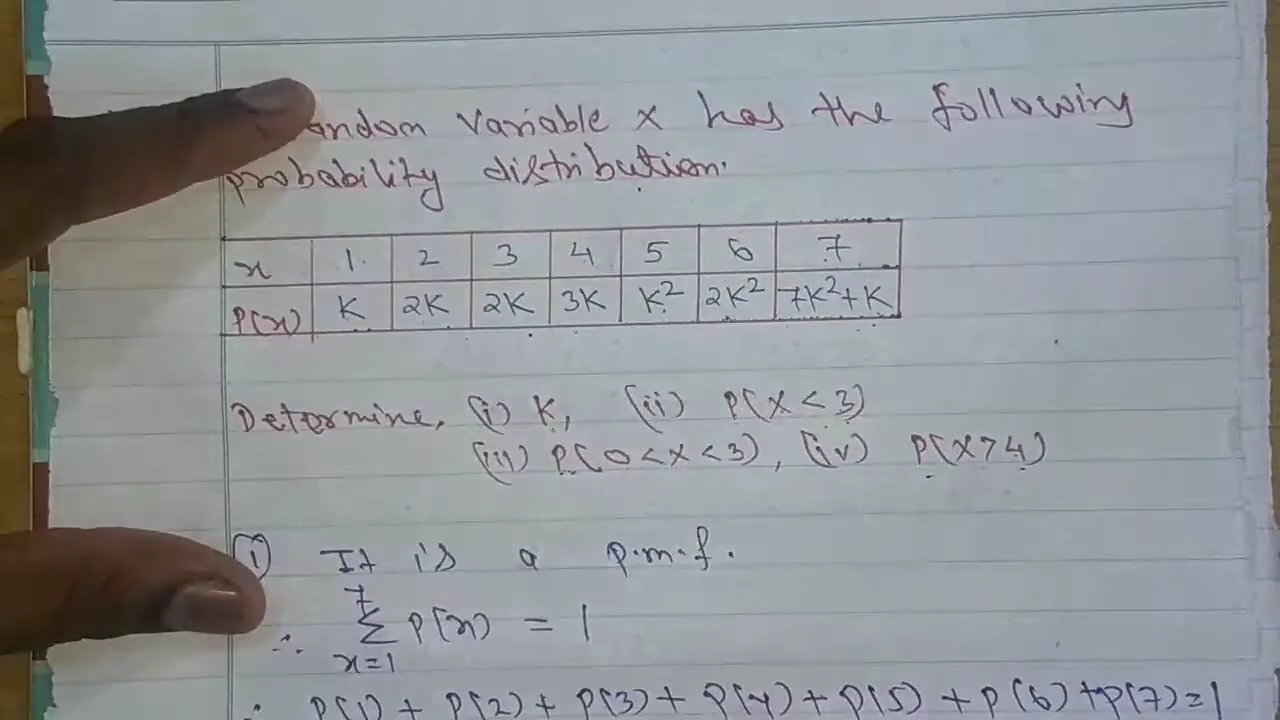 andom variable x has the following
probability distribution.
x 1 2 3 4 5 6 7
P(x) K 2K 2K 3K K² 2K² 7K²+K
Determine, (i) K, (ii) P(X<3)
(iii) P(0<X<3), (iv) P(X>4)
(i) It is a p.m.f.
∴ 7 Σ x=1 P(x) = 1
∴ P(1) + P(2) + P(3) + P(4) + P(5) + P(6) + P(7) = 1